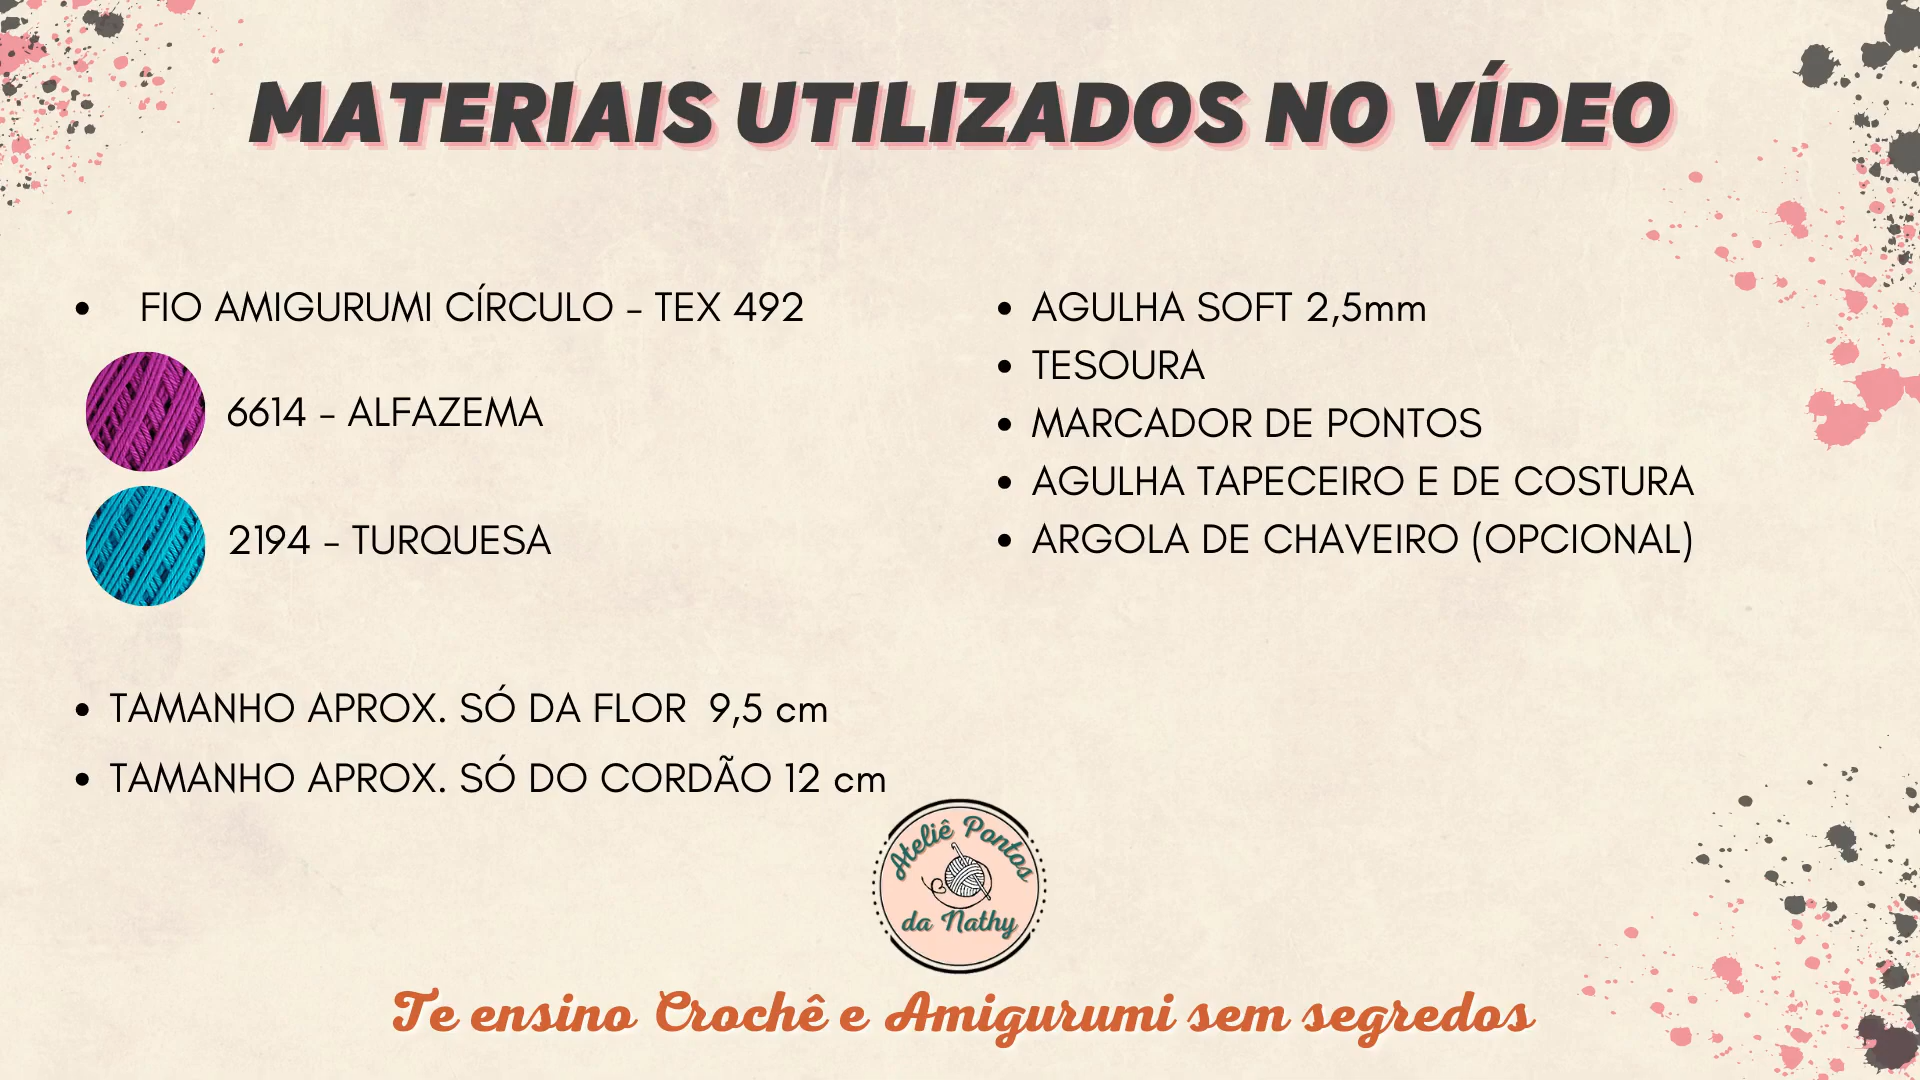 MATERIAIS UTILIZADOS NO VÍDEO
• FIO AMIGURUMI CÍRCULO - TEX 492
6614 - ALFAZEMA
2194 - TURQUESA
• TAMANHO APROX. SÓ DA FLOR 9,5 cm
• TAMANHO APROX. SÓ DO CORDÃO 12 cm
• AGULHA SOFT 2,5mm
• TESOURA
• MARCADOR DE PONTOS
• AGULHA TAPECEIRO E DE COSTURA
• ARGOLA DE CHAVEIRO (OPCIONAL)
Ateliê Pontos
da Nathy
Te ensino Crochê e Amigurumi sem segredos